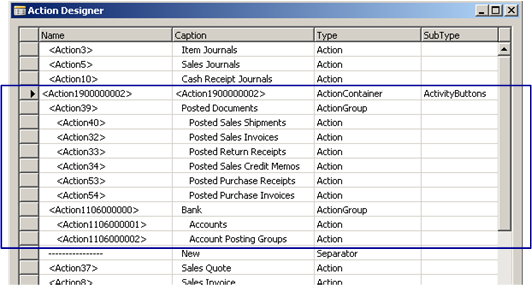 Action Designer
Name Caption Type SubType
<Action3> Item Journals Action
<Action5> Sales Journals Action
<Action10> Cash Receipt Journals Action
<Action1900000002> <Action1900000002> ActionContainer ActivityButtons
<Action39> Posted Documents ActionGroup
<Action40> Posted Sales Shipments Action
<Action32> Posted Sales Invoices Action
<Action33> Posted Return Receipts Action
<Action34> Posted Sales Credit Memos Action
<Action53> Posted Purchase Receipts Action
<Action54> Posted Purchase Invoices Action
<Action1106000000> Bank ActionGroup
<Action1106000001> Accounts Action
<Action1106000002> Account Posting Groups Action
---------------- New Separator
<Action37> Sales Quote Action
<Action8> Sales Invoice Action